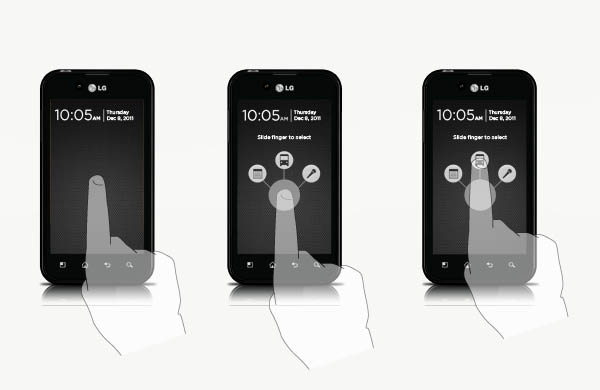 LG
10:05AM
Thursday
Dec 8, 2011
LG
10:05AM
Thursday
Dec 8, 2011
Slide finger to select
LG
10:05AM
Thursday
Dec 8, 2011
Slide finger to select